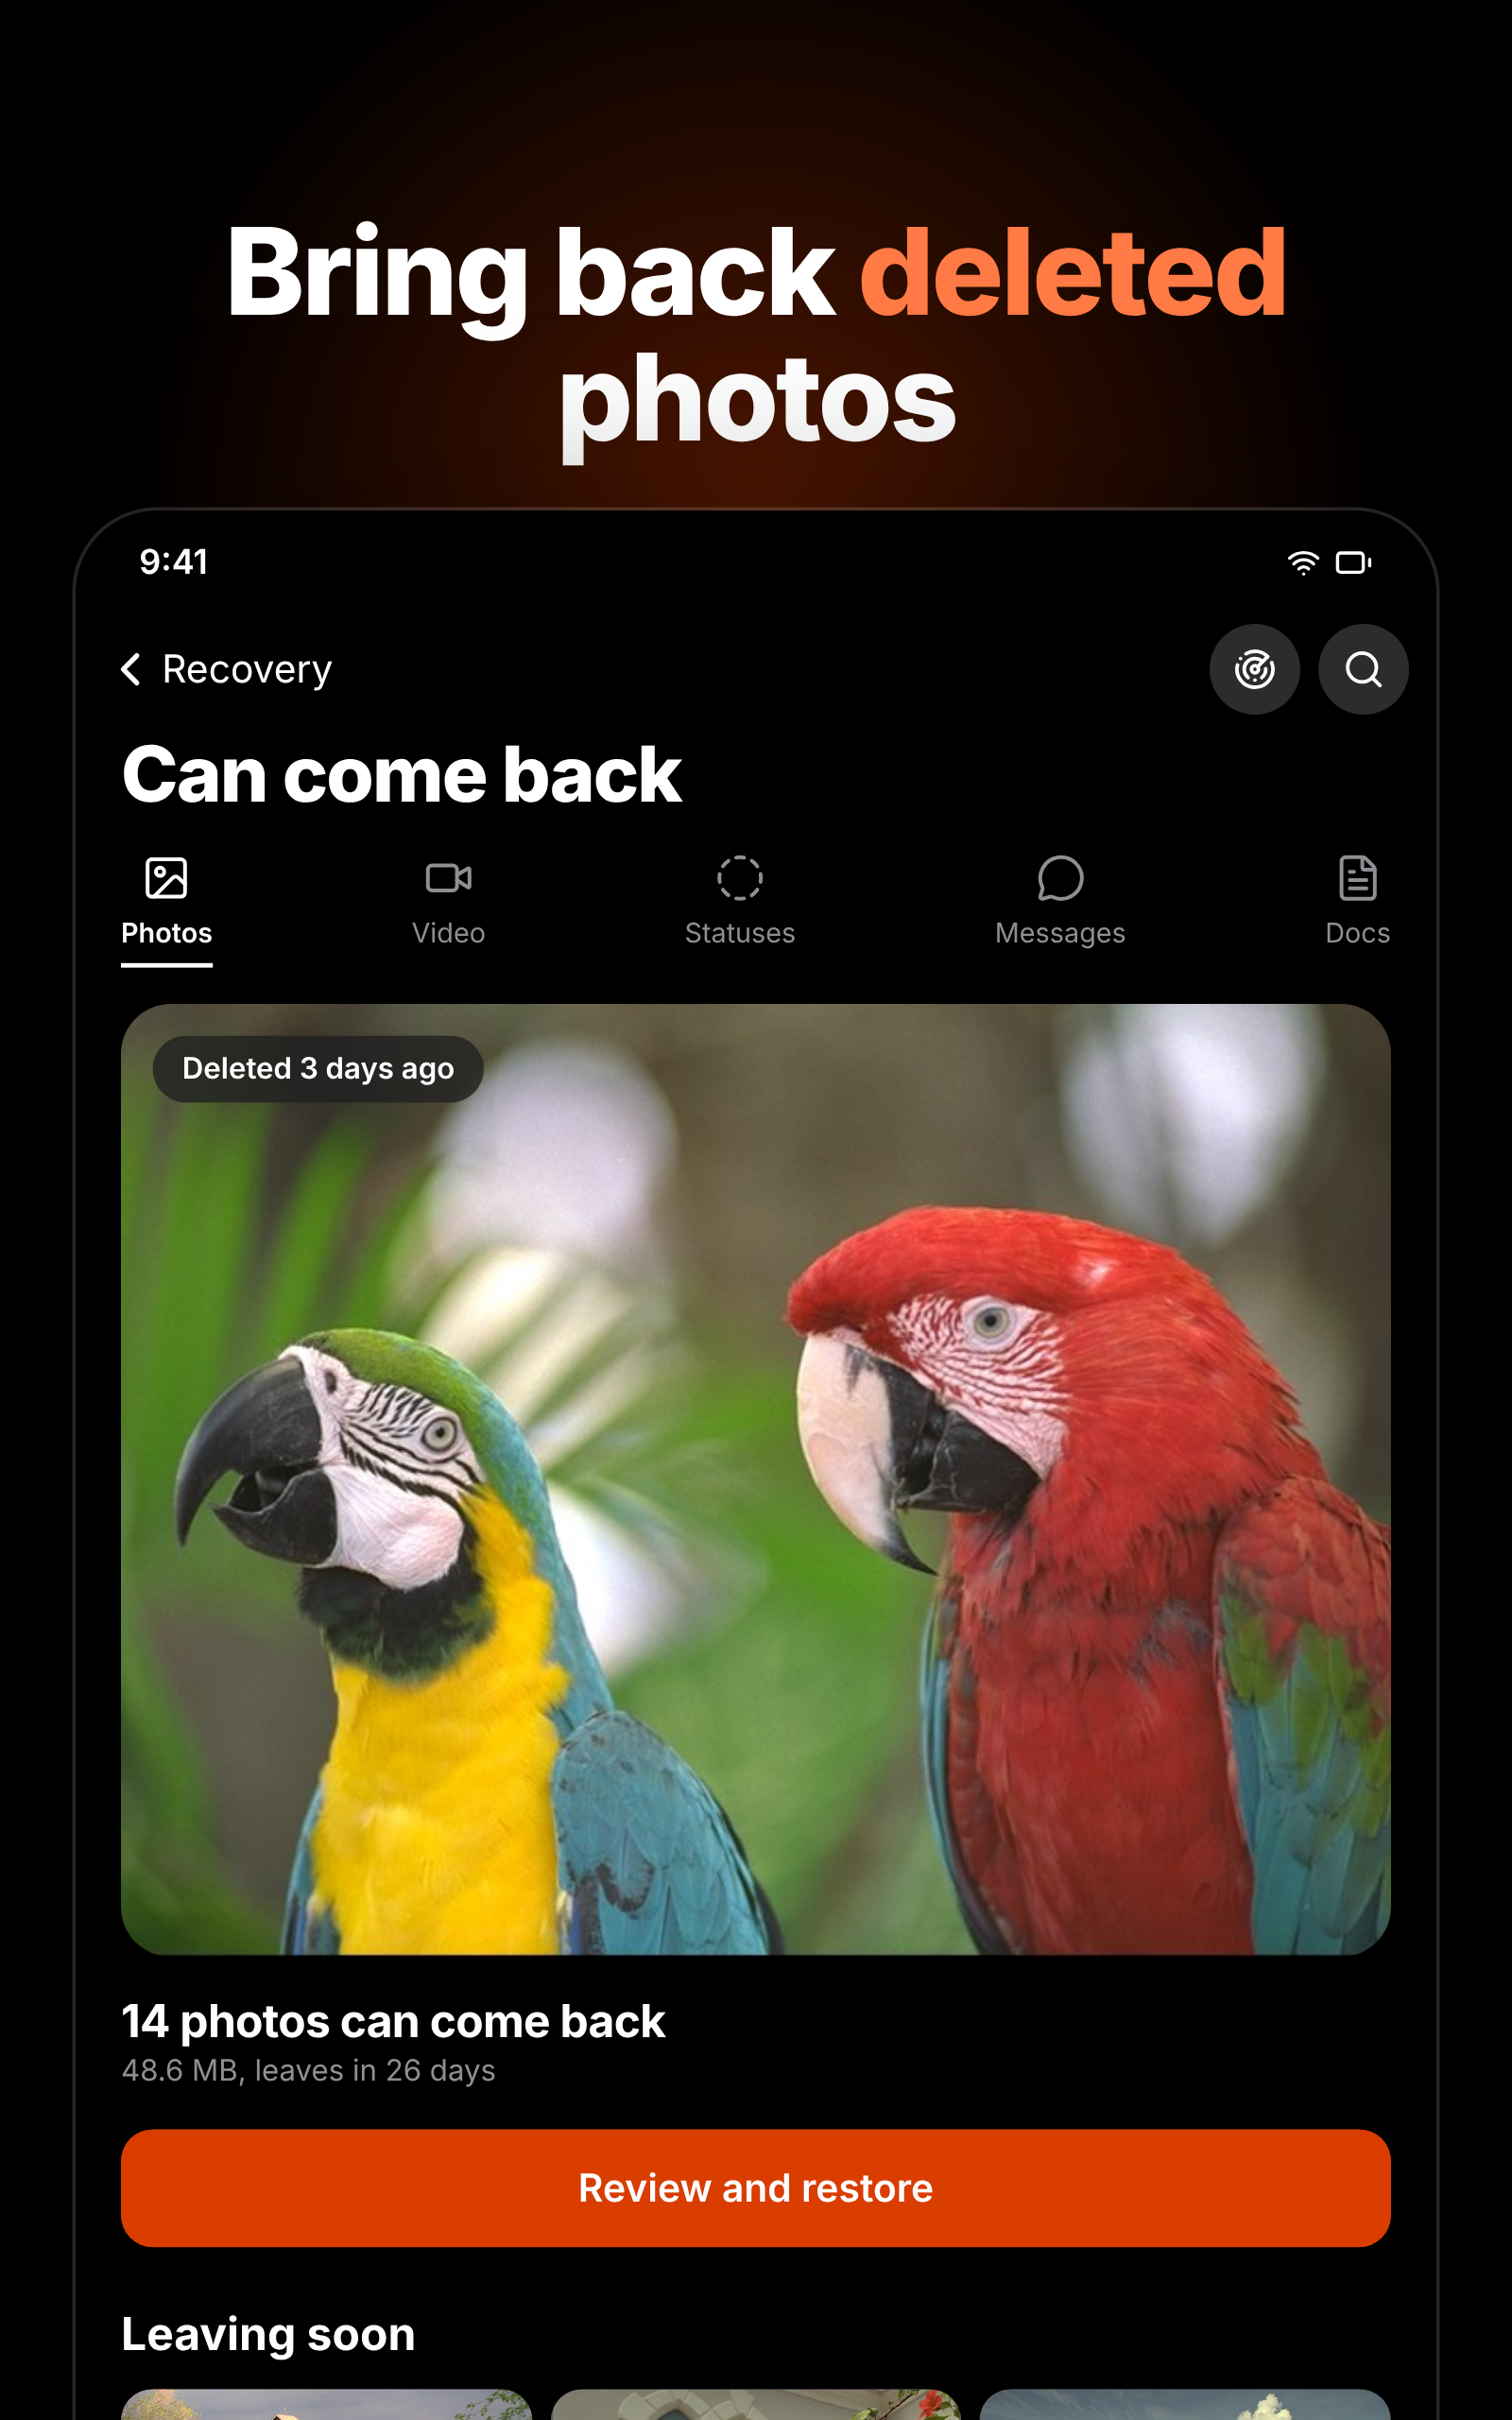 Bring back deleted
photos
9:41
Recovery
Can come back
Photos
Video
Statuses
Messages
Docs
Deleted 3 days ago
14 photos can come back
48.6 MB, leaves in 26 days
Review and restore
Leaving soon